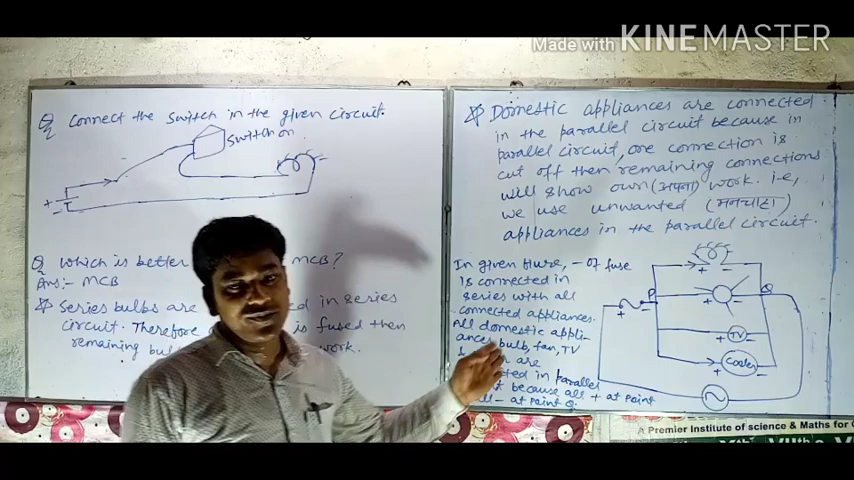 Made with KINEMASTER
Q Connect the switch in the given circuit.
Switch on
+
-
Q Which is better MCB?
Ans:- MCB
Series bulbs are d in series
circuit. Therefore is fused then
remaining bul work.
Domestic appliances are connected
in the parallel circuit because in
parallel circuit, one connection is
cut off then remaining connections
will show own (अपना) work. i.e,
we use unwanted (मनचाहा)
appliances in the parallel circuit.
In given figure, - of fuse
is connected in
series with all
connected appliances.
All domestic appli-
ances bulb, fan, TV
are
cted in parallel
because all + at point
- at point Q.
P
Q
+ -
+ -
+ TV -
+ Cooler -
+ -
A Premier Institute of science & Maths for